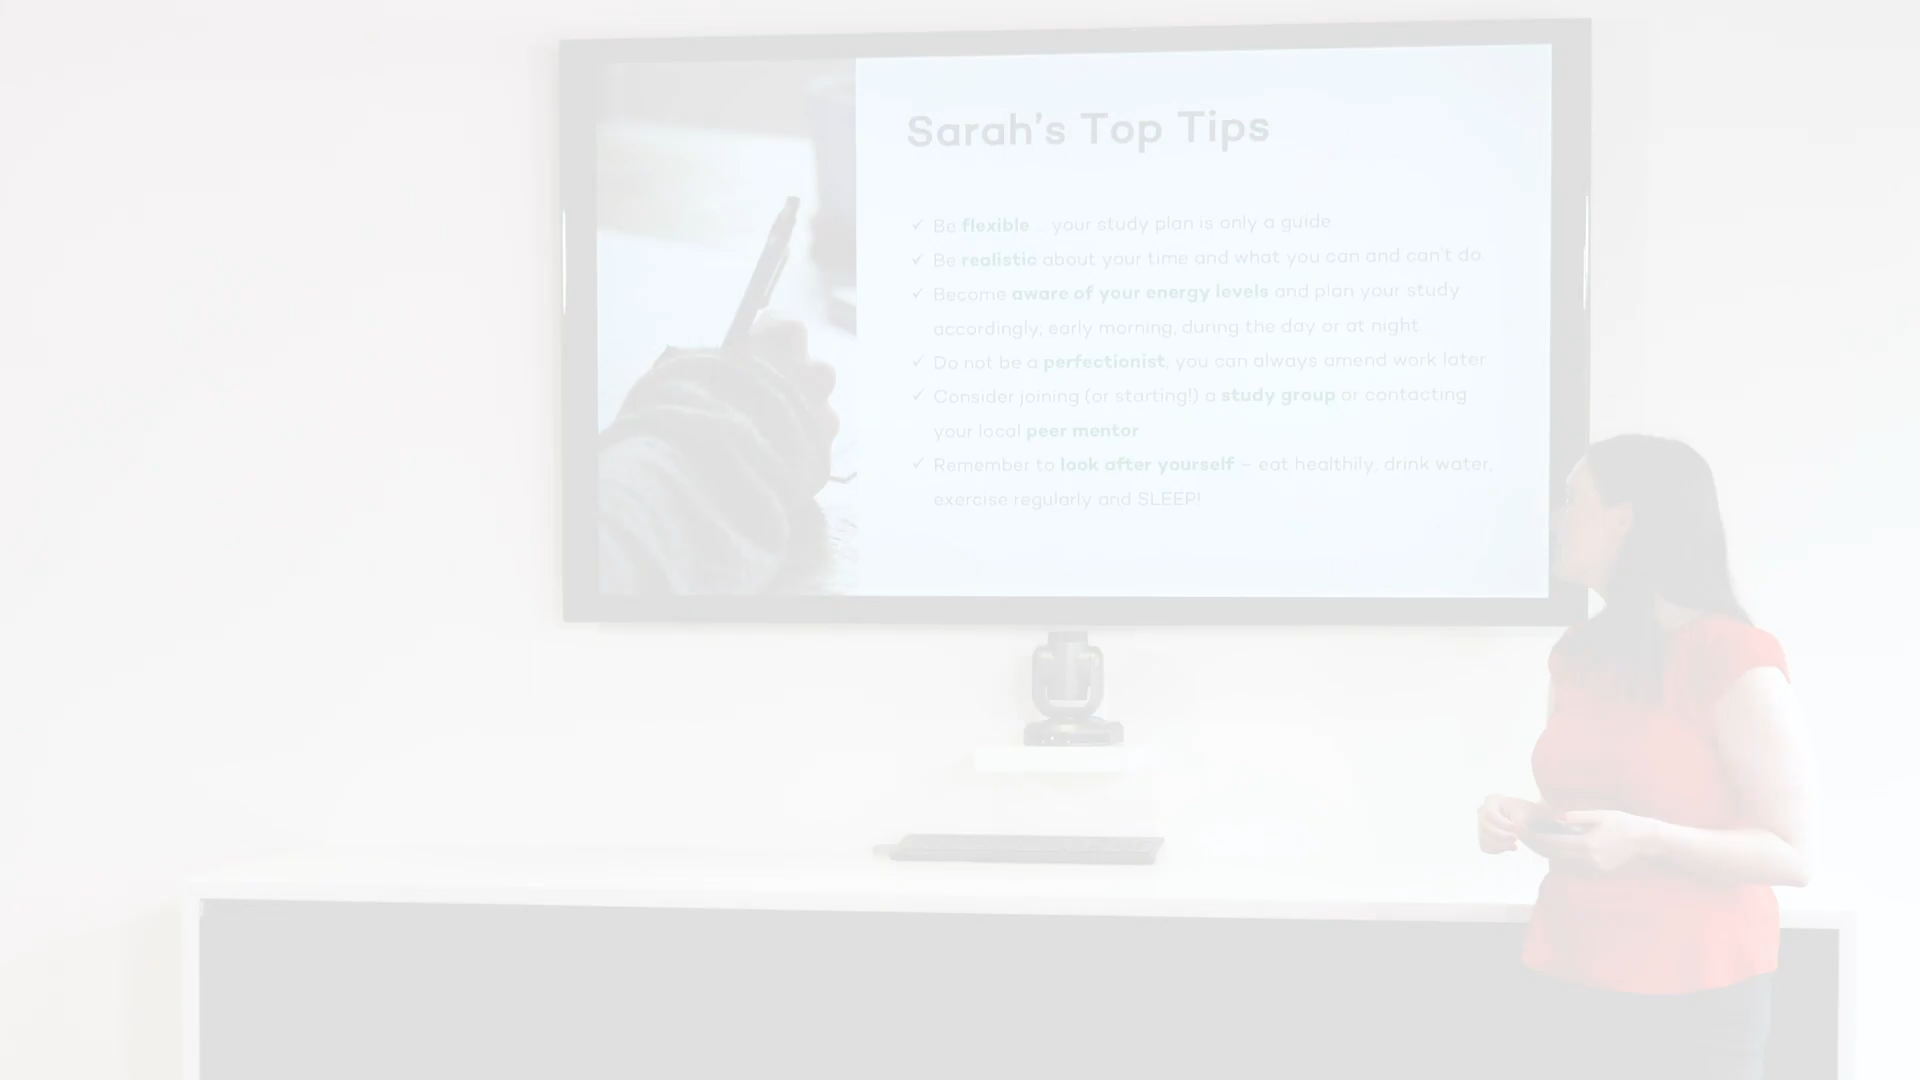 Sarah's Top Tips
✓ Be flexible... your study plan is only a guide
✓ Be realistic about your time and what you can and can't do
✓ Become aware of your energy levels and plan your study
accordingly; early morning, during the day or at night.
✓ Do not be a perfectionist, you can always amend work later
✓ Consider joining (or starting!) a study group or contacting
your local peer mentor
✓ Remember to look after yourself – eat healthily, drink water,
exercise regularly and SLEEP!